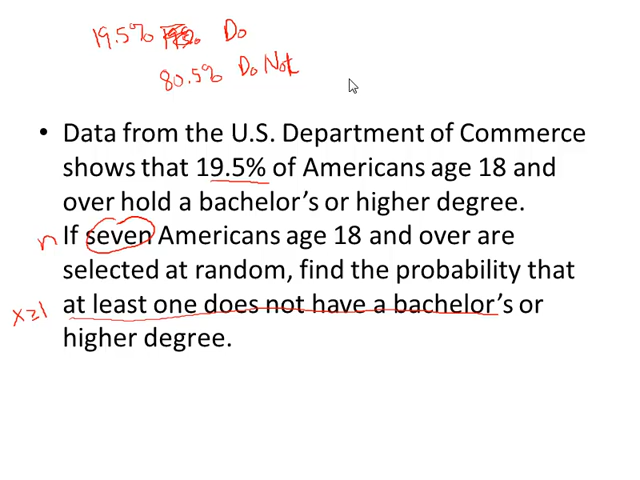 19.5% Do
80.5% Do Not
• Data from the U.S. Department of Commerce
shows that 19.5% of Americans age 18 and
over hold a bachelor's or higher degree.
n If seven Americans age 18 and over are
selected at random, find the probability that
x≥1 at least one does not have a bachelor's or
higher degree.